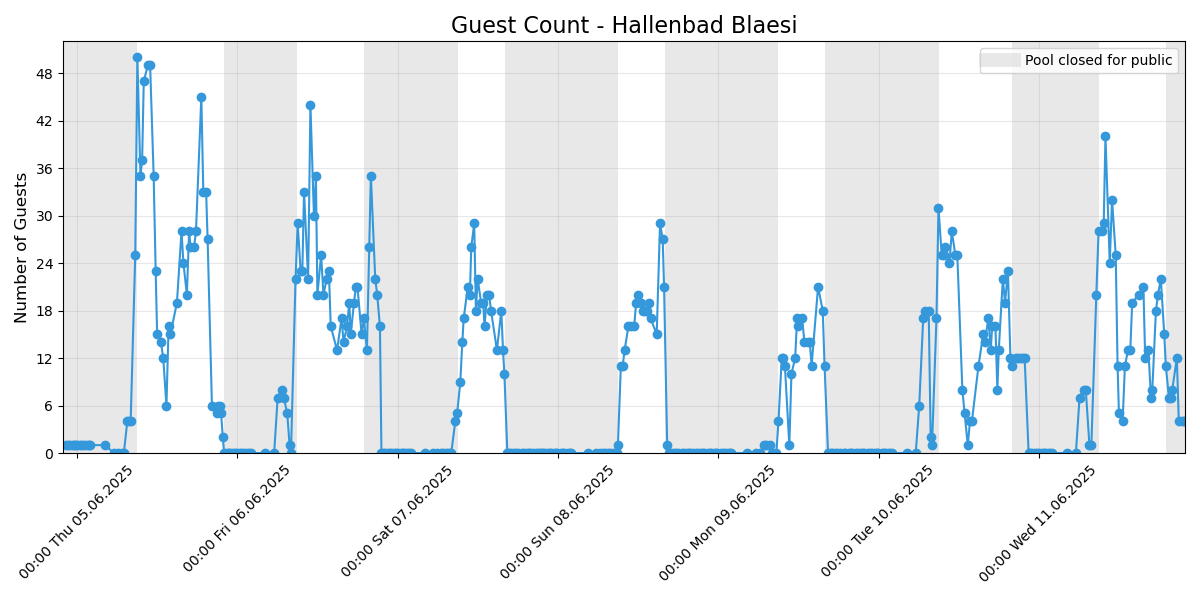 Guest Count - Hallenbad Blaesi
Pool closed for public
Number of Guests
48
42
36
30
24
18
12
6
0
00:00 Thu 05.06.2025
00:00 Fri 06.06.2025
00:00 Sat 07.06.2025
00:00 Sun 08.06.2025
00:00 Mon 09.06.2025
00:00 Tue 10.06.2025
00:00 Wed 11.06.2025